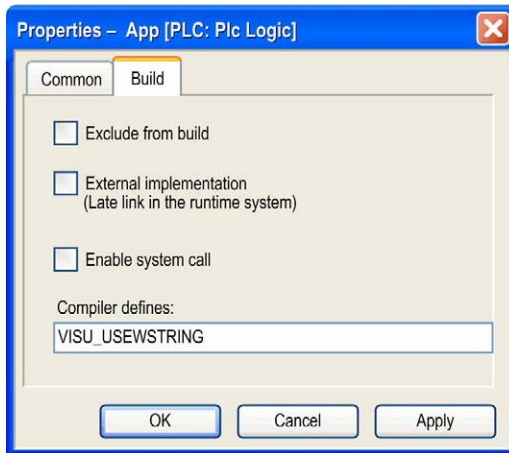 Properties – App [PLC: Plc Logic]
Common Build
Exclude from build
External implementation
(Late link in the runtime system)
Enable system call
Compiler defines:
VISU_USEWSTRING
OK Cancel Apply